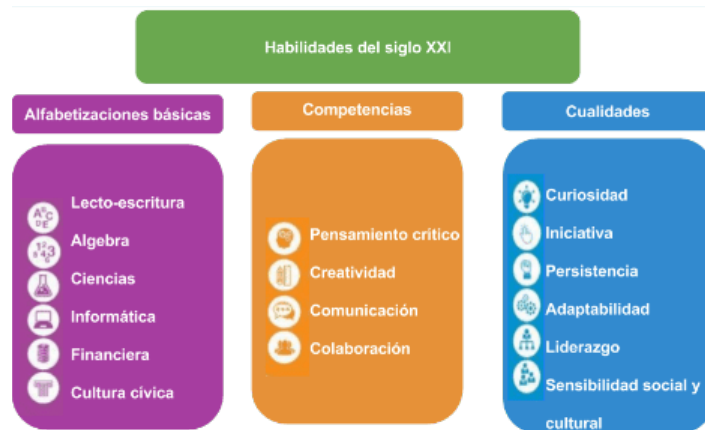 Habilidades del siglo XXI
Alfabetizaciones básicas
Lecto-escritura
Algebra
Ciencias
Informática
Financiera
Cultura cívica
Competencias
Pensamiento critico
Creatividad
Comunicación
Colaboración
Cualidades
Curiosidad
Iniciativa
Persistencia
Adaptabilidad
Liderazgo
Sensibilidad social y
cultural